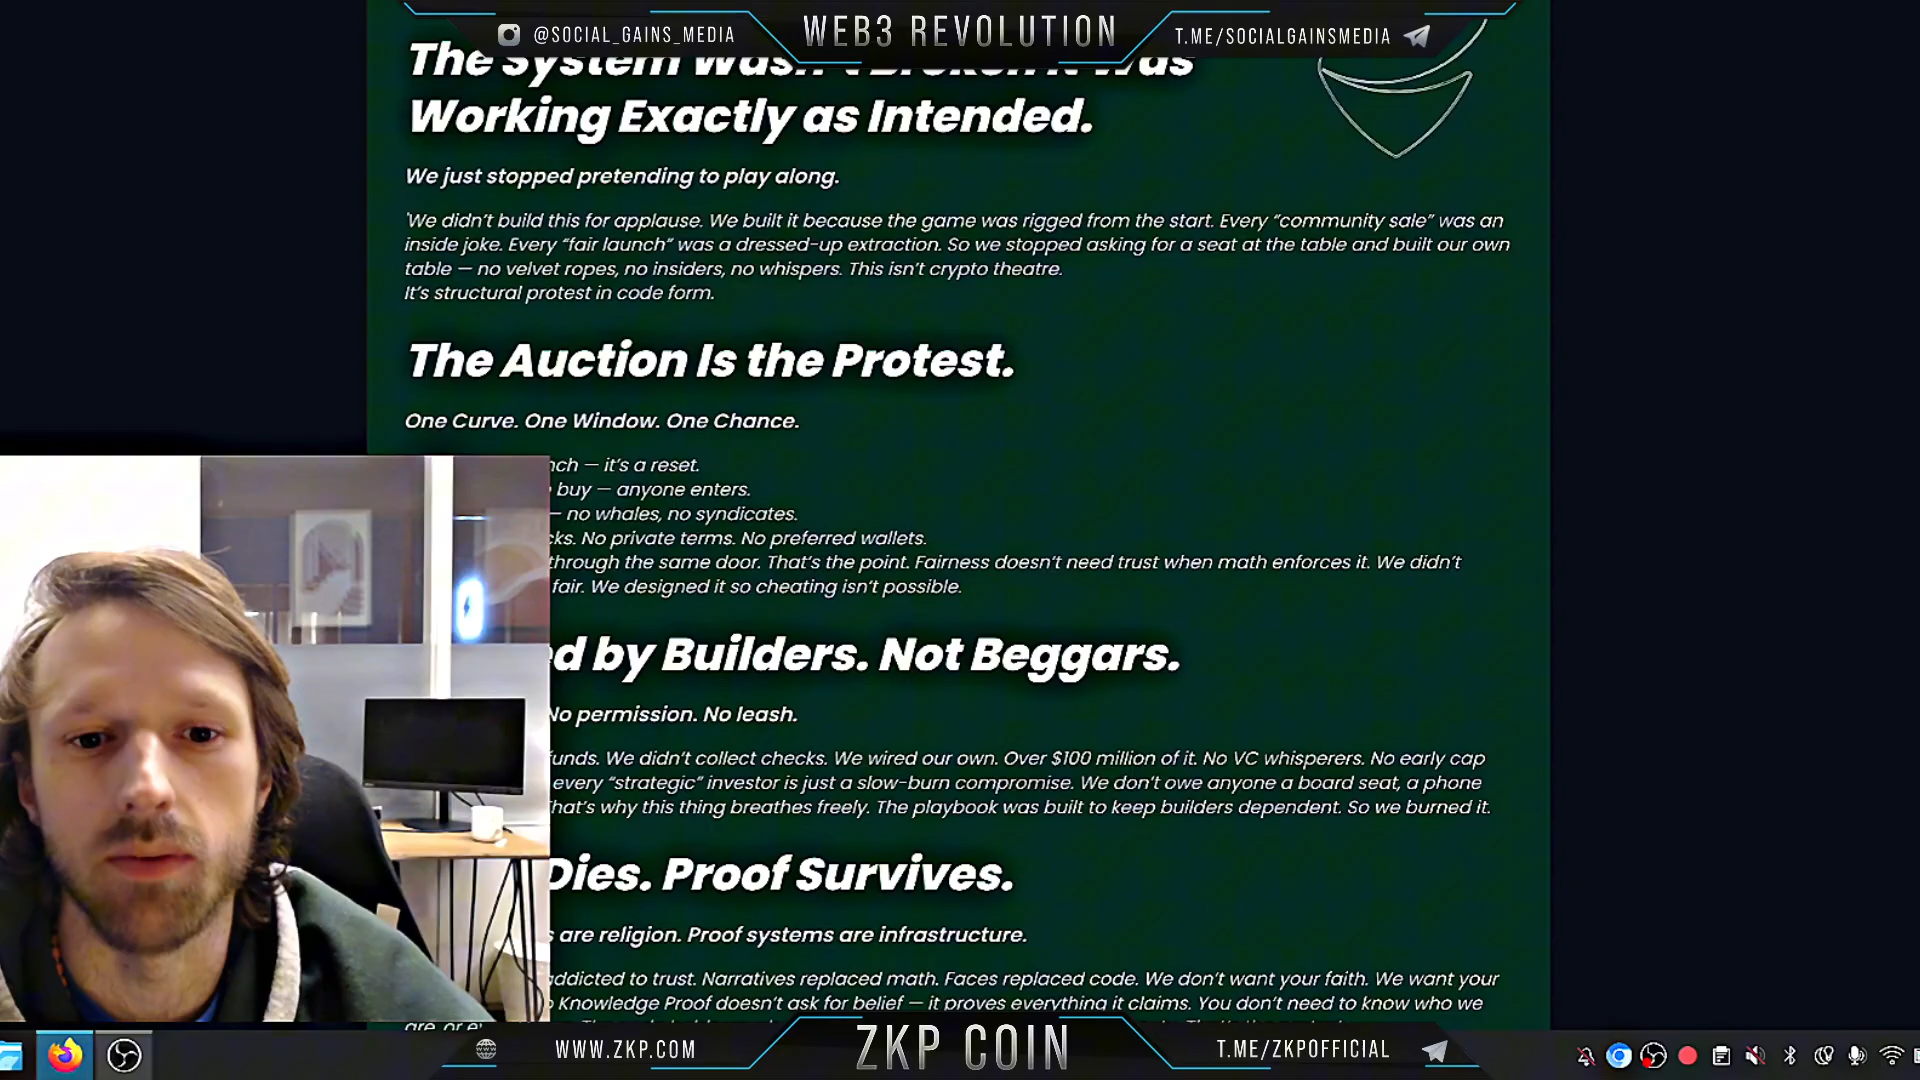 @SOCIAL_GAINS_MEDIA
WEB3 REVOLUTION
T.ME/SOCIALGAINSMEDIA
The System Wasn't Broken It Was
Working Exactly as Intended.
We just stopped pretending to play along.
'We didn't build this for applause. We built it because the game was rigged from the start. Every “community sale” was an
inside joke. Every “fair launch” was a dressed-up extraction. So we stopped asking for a seat at the table and built our own
table — no velvet ropes, no insiders, no whispers. This isn't crypto theatre.
It's structural protest in code form.
The Auction Is the Protest.
One Curve. One Window. One Chance.
nch — it's a reset.
buy — anyone enters.
— no whales, no syndicates.
cks. No private terms. No preferred wallets.
through the same door. That's the point. Fairness doesn't need trust when math enforces it. We didn't
fair. We designed it so cheating isn't possible.
d by Builders. Not Beggars.
No permission. No leash.
funds. We didn't collect checks. We wired our own. Over $100 million of it. No VC whisperers. No early cap
every “strategic” investor is just a slow-burn compromise. We don't owe anyone a board seat, a phone
That's why this thing breathes freely. The playbook was built to keep builders dependent. So we burned it.
Dies. Proof Survives.
s are religion. Proof systems are infrastructure.
addicted to trust. Narratives replaced math. Faces replaced code. We don't want your faith. We want your
Knowledge Proof doesn't ask for belief — it proves everything it claims. You don't need to know who we
are, or
WWW.ZKP.COM
ZKP COIN
T.ME/ZKPOFFICIAL